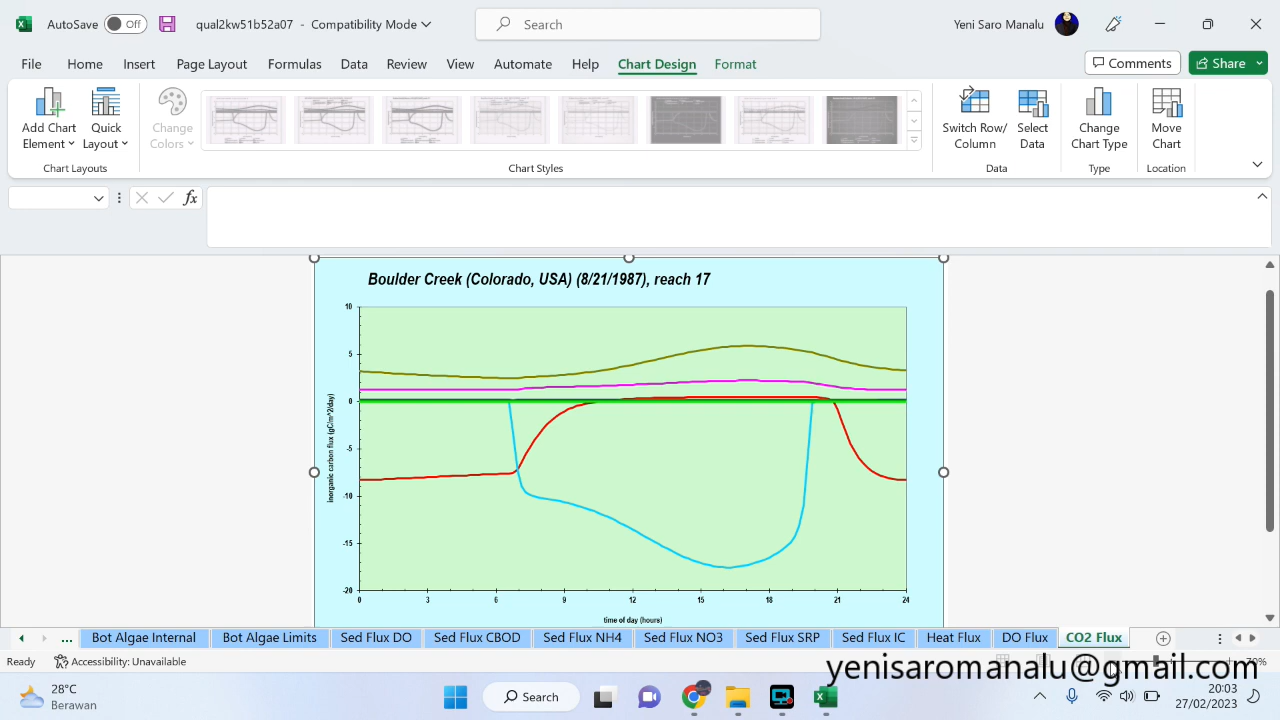 AutoSave Off qual2kw51b52a07 - Compatibility Mode Search Yeni Saro Manalu
File Home Insert Page Layout Formulas Data Review View Automate Help Chart Design Format Comments Share
Add Chart Element Quick Layout Change Colors Switch Row/ Column Select Data Change Chart Type Move Chart
Chart Layouts Chart Styles Data Type Location
fx
Boulder Creek (Colorado, USA) (8/21/1987), reach 17
inorganic carbon flux (gC/m^2/day)
10
5
0
-5
-10
-15
-20
0 3 6 9 12 15 18 21 24
time of day (hours)
... Bot Algae Internal Bot Algae Limits Sed Flux DO Sed Flux CBOD Sed Flux NH4 Sed Flux NO3 Sed Flux SRP Sed Flux IC Heat Flux DO Flux CO2 Flux
Ready Accessibility: Unavailable 70%
yenisaromanalu@gmail.com
28°C
Berawan
Search
20:03
27/02/2023